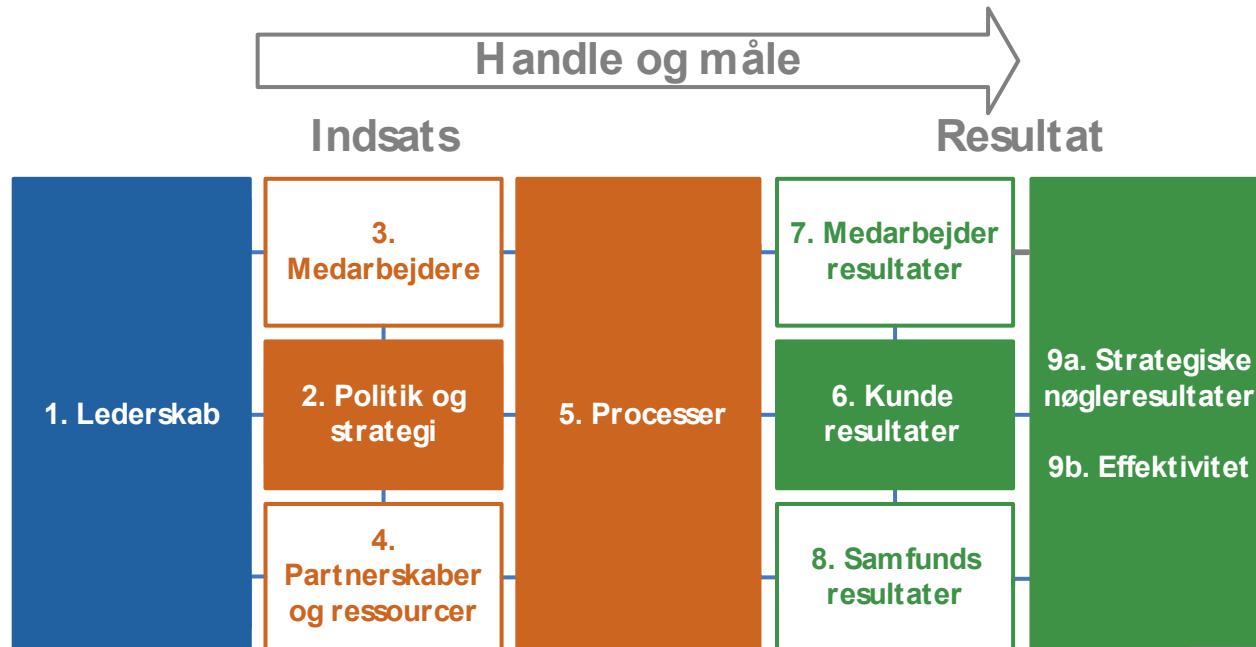 Handle og måle
Indsats
Resultat
1. Lederskab
3.
Medarbejdere
2. Politik og
strategi
4.
Partnerskaber
og ressourcer
5. Processer
7. Medarbejder
resultater
6. Kunde
resultater
8. Samfunds
resultater
9a. Strategiske
nøgleresultater
9b. Effektivitet